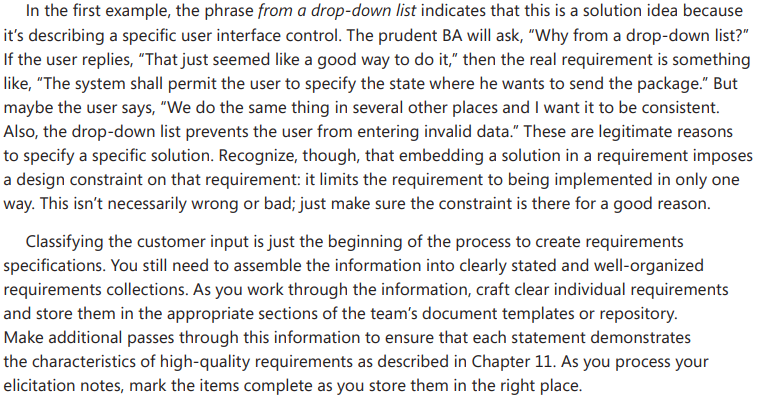 In the first example, the phrase from a drop-down list indicates that this is a solution idea because
it’s describing a specific user interface control. The prudent BA will ask, “Why from a drop-down list?”
If the user replies, “That just seemed like a good way to do it,” then the real requirement is something
like, “The system shall permit the user to specify the state where he wants to send the package.” But
maybe the user says, “We do the same thing in several other places and I want it to be consistent.
Also, the drop-down list prevents the user from entering invalid data.” These are legitimate reasons
to specify a specific solution. Recognize, though, that embedding a solution in a requirement imposes
a design constraint on that requirement: it limits the requirement to being implemented in only one
way. This isn’t necessarily wrong or bad; just make sure the constraint is there for a good reason.
Classifying the customer input is just the beginning of the process to create requirements
specifications. You still need to assemble the information into clearly stated and well-organized
requirements collections. As you work through the information, craft clear individual requirements
and store them in the appropriate sections of the team’s document templates or repository.
Make additional passes through this information to ensure that each statement demonstrates
the characteristics of high-quality requirements as described in Chapter 11. As you process your
elicitation notes, mark the items complete as you store them in the right place.